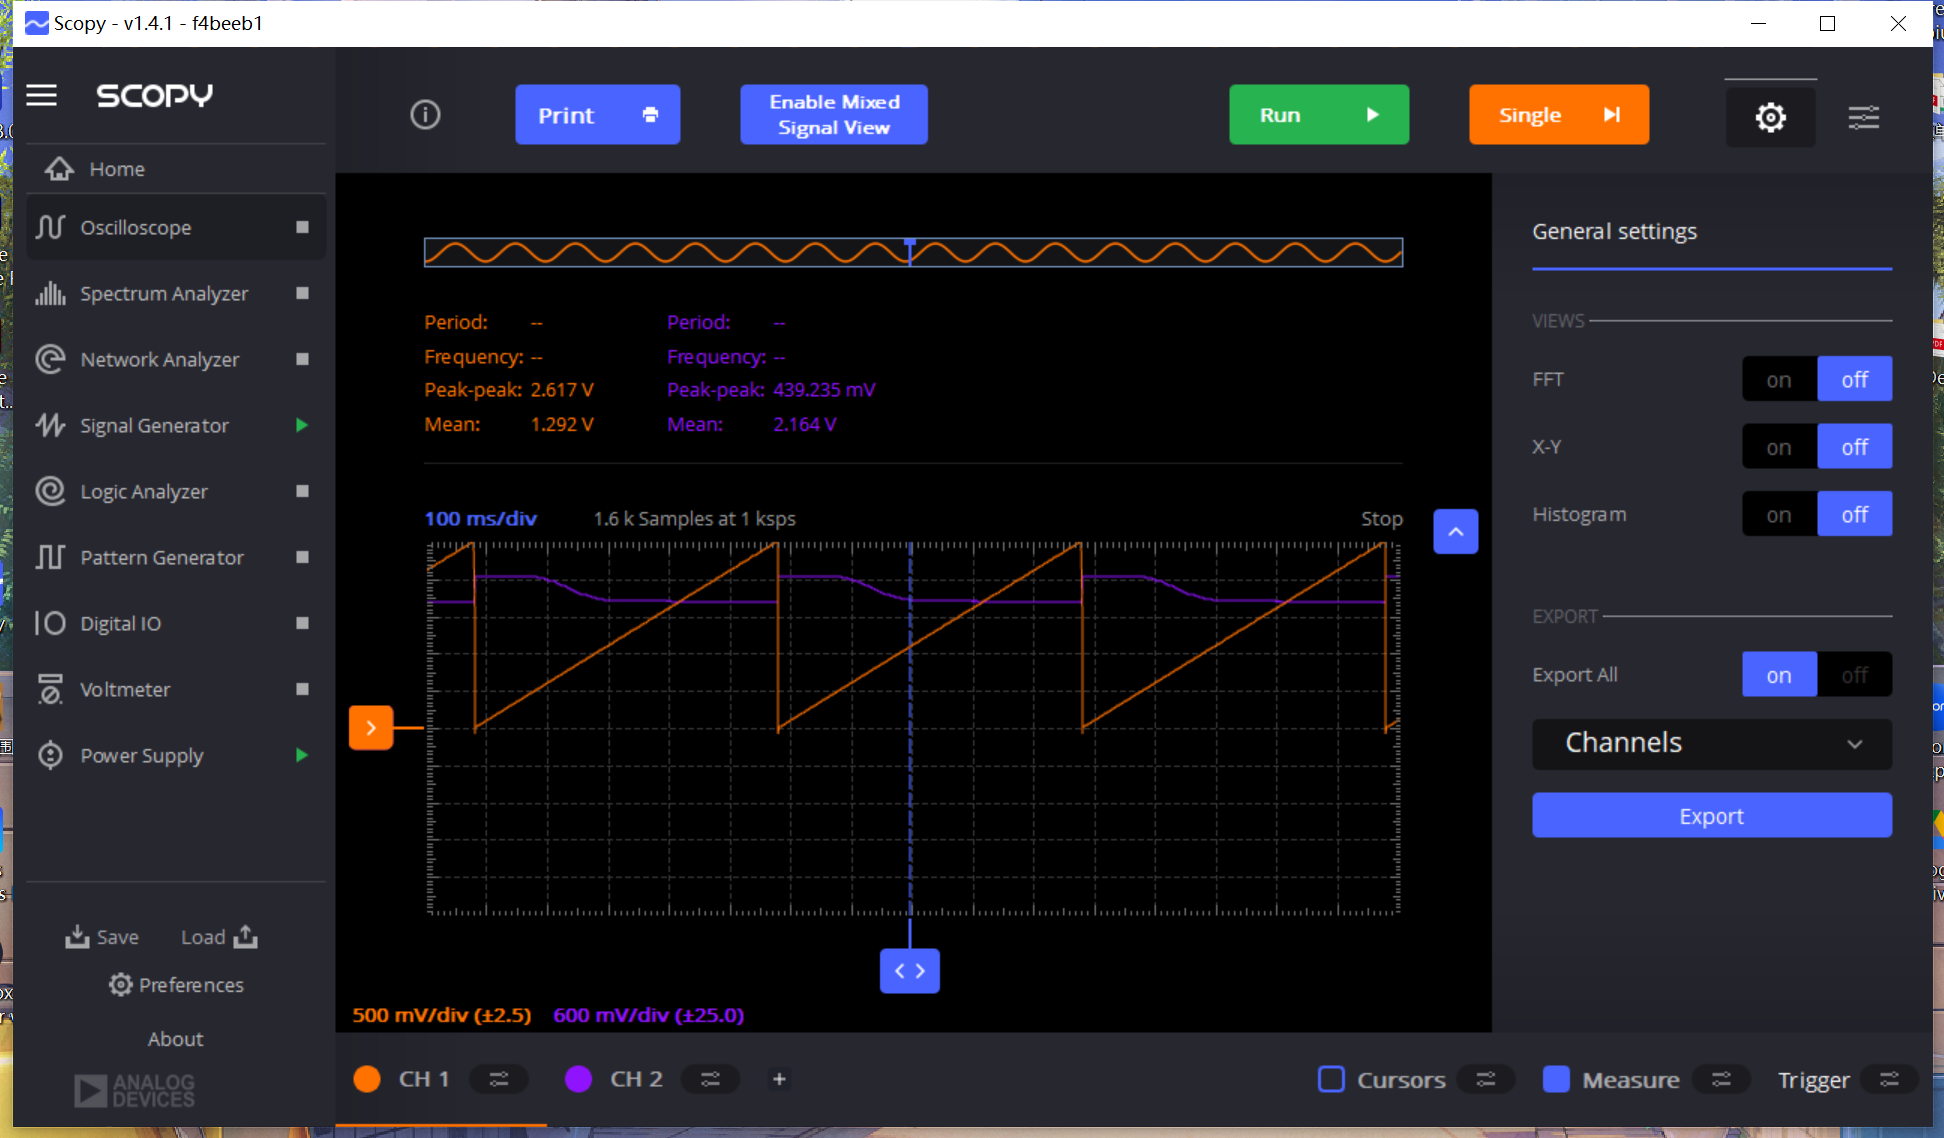 Scopy - v1.4.1 - f4beeb1
SCOPY
Print
Enable Mixed
Signal View
Run
Single
Home
Oscilloscope
Spectrum Analyzer
Network Analyzer
Signal Generator
Logic Analyzer
Pattern Generator
Digital IO
Voltmeter
Power Supply
Save
Load
Preferences
About
ANALOG
DEVICES
Period: --
Period: --
Frequency: --
Frequency: --
Peak-peak: 2.617 V
Peak-peak: 439.235 mV
Mean: 1.292 V
Mean: 2.164 V
100 ms/div
1.6 k Samples at 1 ksps
Stop
500 mV/div (±2.5)
600 mV/div (±25.0)
CH 1
CH 2
+
Cursors
Measure
Trigger
General settings
VIEWS
FFT on off
X-Y on off
Histogram on off
EXPORT
Export All on off
Channels
Export